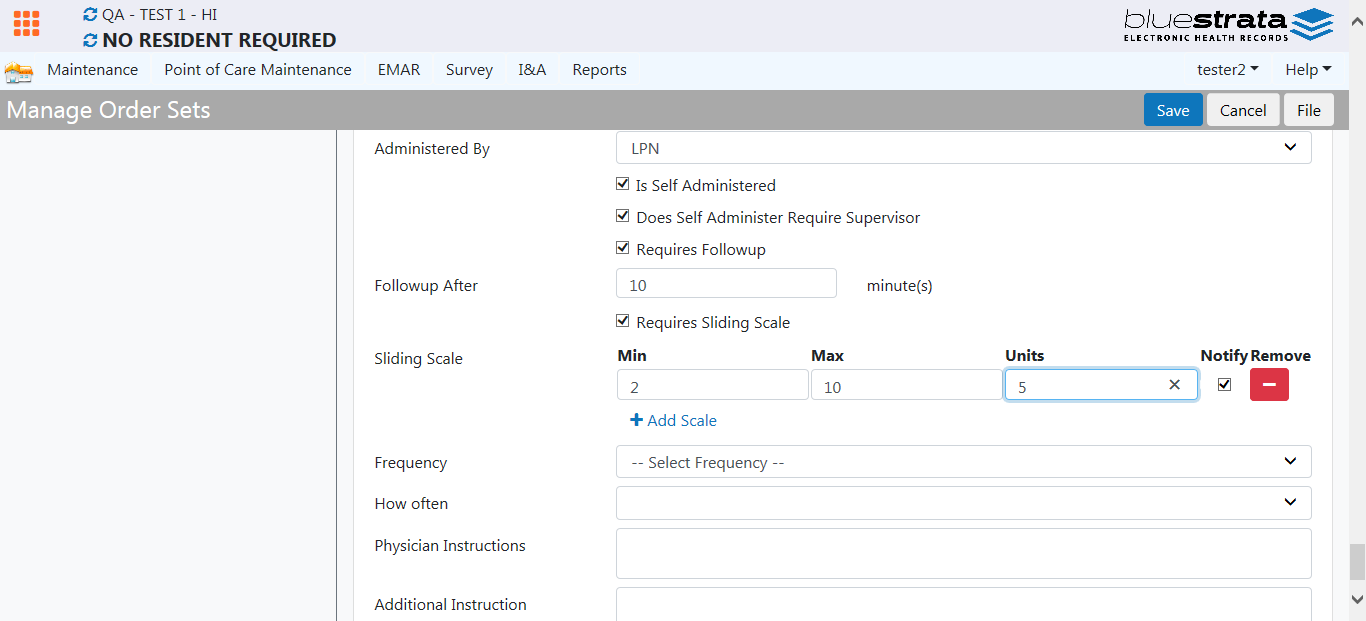 QA - TEST 1 - HI
NO RESIDENT REQUIRED
bluestrata
ELECTRONIC HEALTH RECORDS
Maintenance Point of Care Maintenance EMAR Survey I&A Reports tester2 Help
Manage Order Sets Save Cancel File
Administered By LPN
Is Self Administered
Does Self Administer Require Supervisor
Requires Followup
Followup After 10 minute(s)
Requires Sliding Scale
Sliding Scale Min Max Units Notify Remove
2 10 5
Add Scale
Frequency -- Select Frequency --
How often
Physician Instructions
Additional Instruction